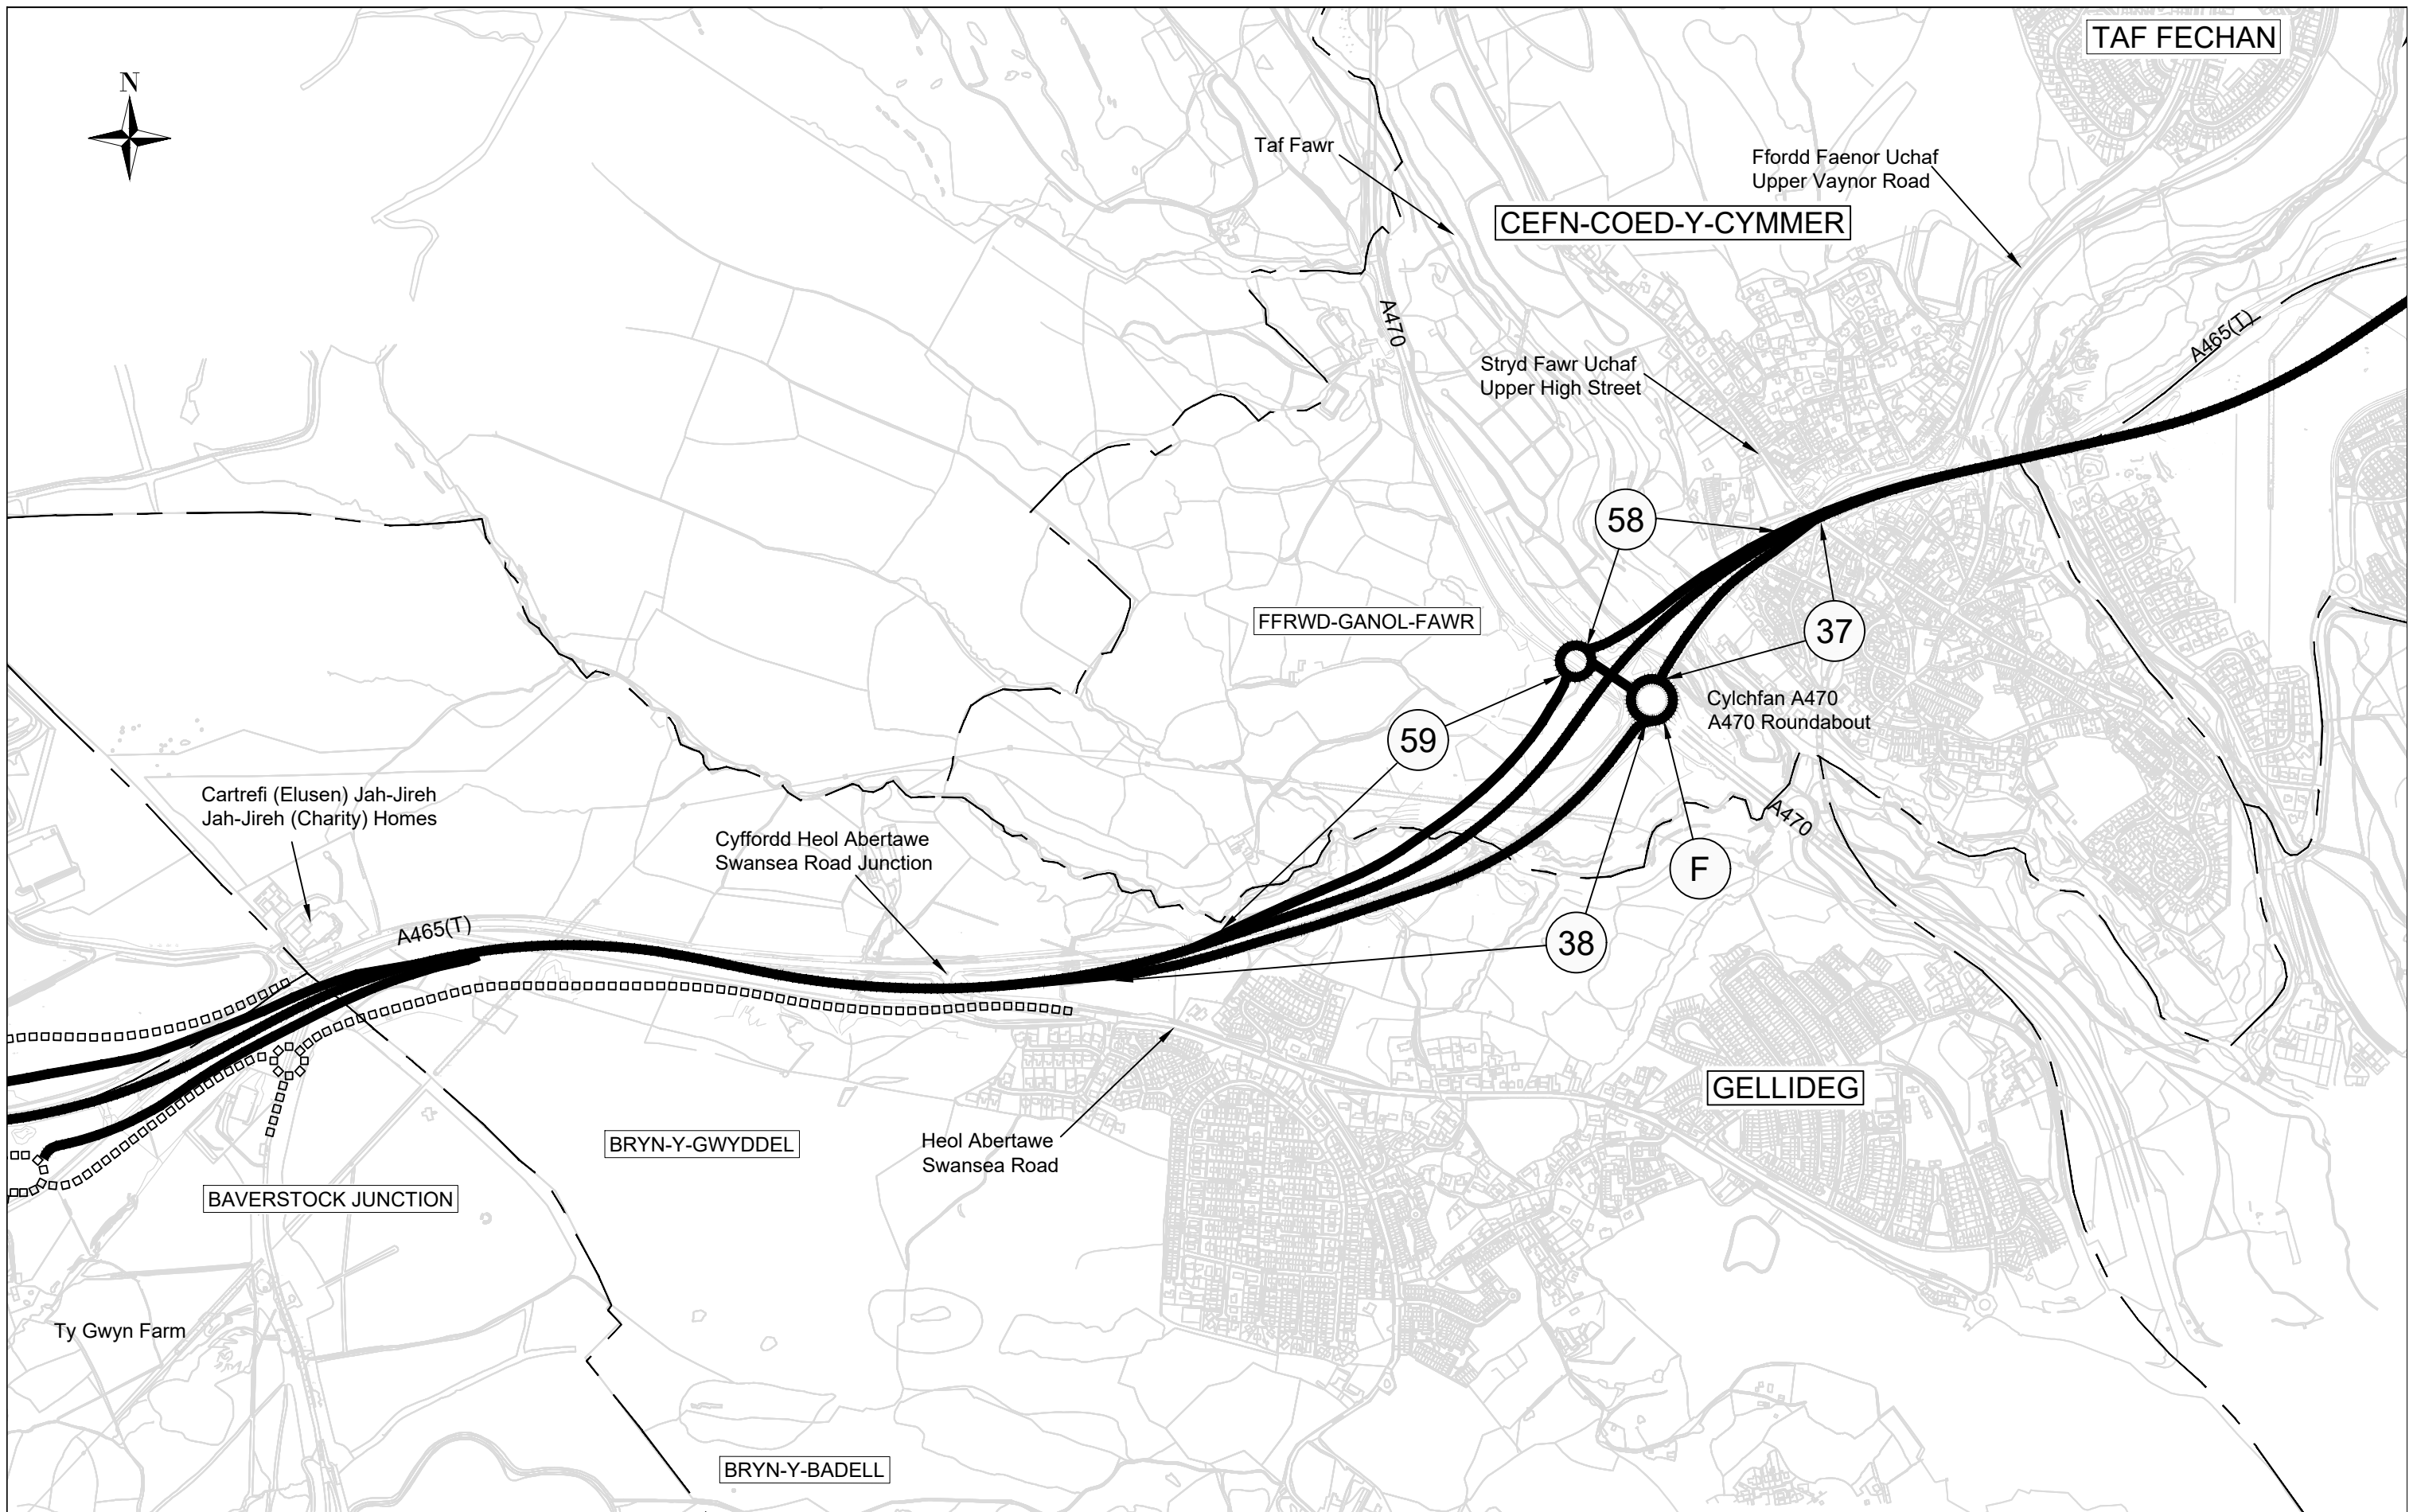 TAF FECHAN
N
Taf Fawr
Ffordd Faenor Uchaf
Upper Vaynor Road
CEFN-COED-Y-CYMMER
A470
A465(T)
Stryd Fawr Uchaf
Upper High Street
58
FFRWD-GANOL-FAWR
37
Cylchfan A470
A470 Roundabout
59
Cartrefi (Elusen) Jah-Jireh
Jah-Jireh (Charity) Homes
A470
Cyffordd Heol Abertawe
Swansea Road Junction
F
A465(T)
38
GELLIDEG
BRYN-Y-GWYDDEL
Heol Abertawe
Swansea Road
BAVERSTOCK JUNCTION
Ty Gwyn Farm
BRYN-Y-BADELL